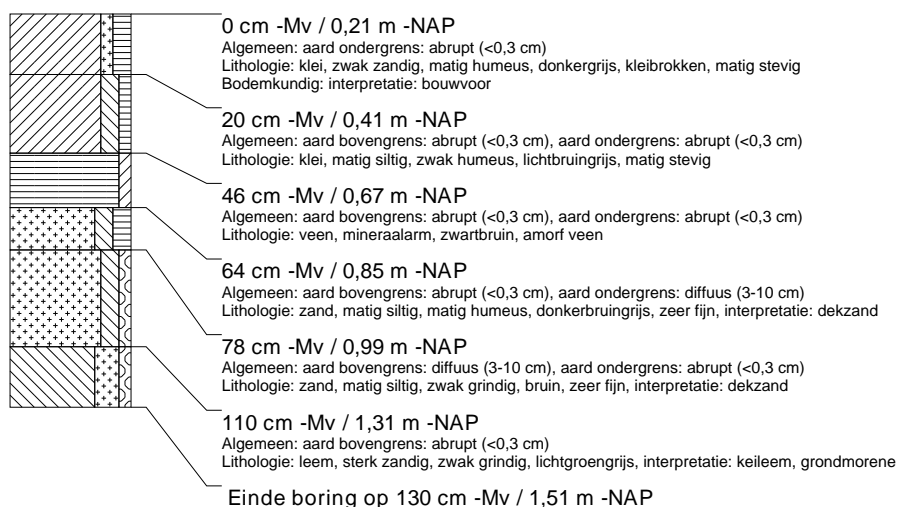 0 cm -Mv / 0,21 m -NAP
Algemeen: aard ondergrens: abrupt (<0,3 cm)
Lithologie: klei, zwak zandig, matig humeus, donkergrijs, kleibrokken, matig stevig
Bodemkundig: interpretatie: bouwvoor
20 cm -Mv / 0,41 m -NAP
Algemeen: aard bovengrens: abrupt (<0,3 cm), aard ondergrens: abrupt (<0,3 cm)
Lithologie: klei, matig siltig, zwak humeus, lichtbruingrijs, matig stevig
46 cm -Mv / 0,67 m -NAP
Algemeen: aard bovengrens: abrupt (<0,3 cm), aard ondergrens: abrupt (<0,3 cm)
Lithologie: veen, mineraalarm, zwartbruin, amorf veen
64 cm -Mv / 0,85 m -NAP
Algemeen: aard bovengrens: abrupt (<0,3 cm), aard ondergrens: diffuus (3-10 cm)
Lithologie: zand, matig siltig, matig humeus, donkerbruingrijs, zeer fijn, interpretatie: dekzand
78 cm -Mv / 0,99 m -NAP
Algemeen: aard bovengrens: diffuus (3-10 cm), aard ondergrens: abrupt (<0,3 cm)
Lithologie: zand, matig siltig, zwak grindig, bruin, zeer fijn, interpretatie: dekzand
110 cm -Mv / 1,31 m -NAP
Algemeen: aard bovengrens: abrupt (<0,3 cm)
Lithologie: leem, sterk zandig, zwak grindig, lichtgroengrijs, interpretatie: keileem, grondmorene
Einde boring op 130 cm -Mv / 1,51 m -NAP